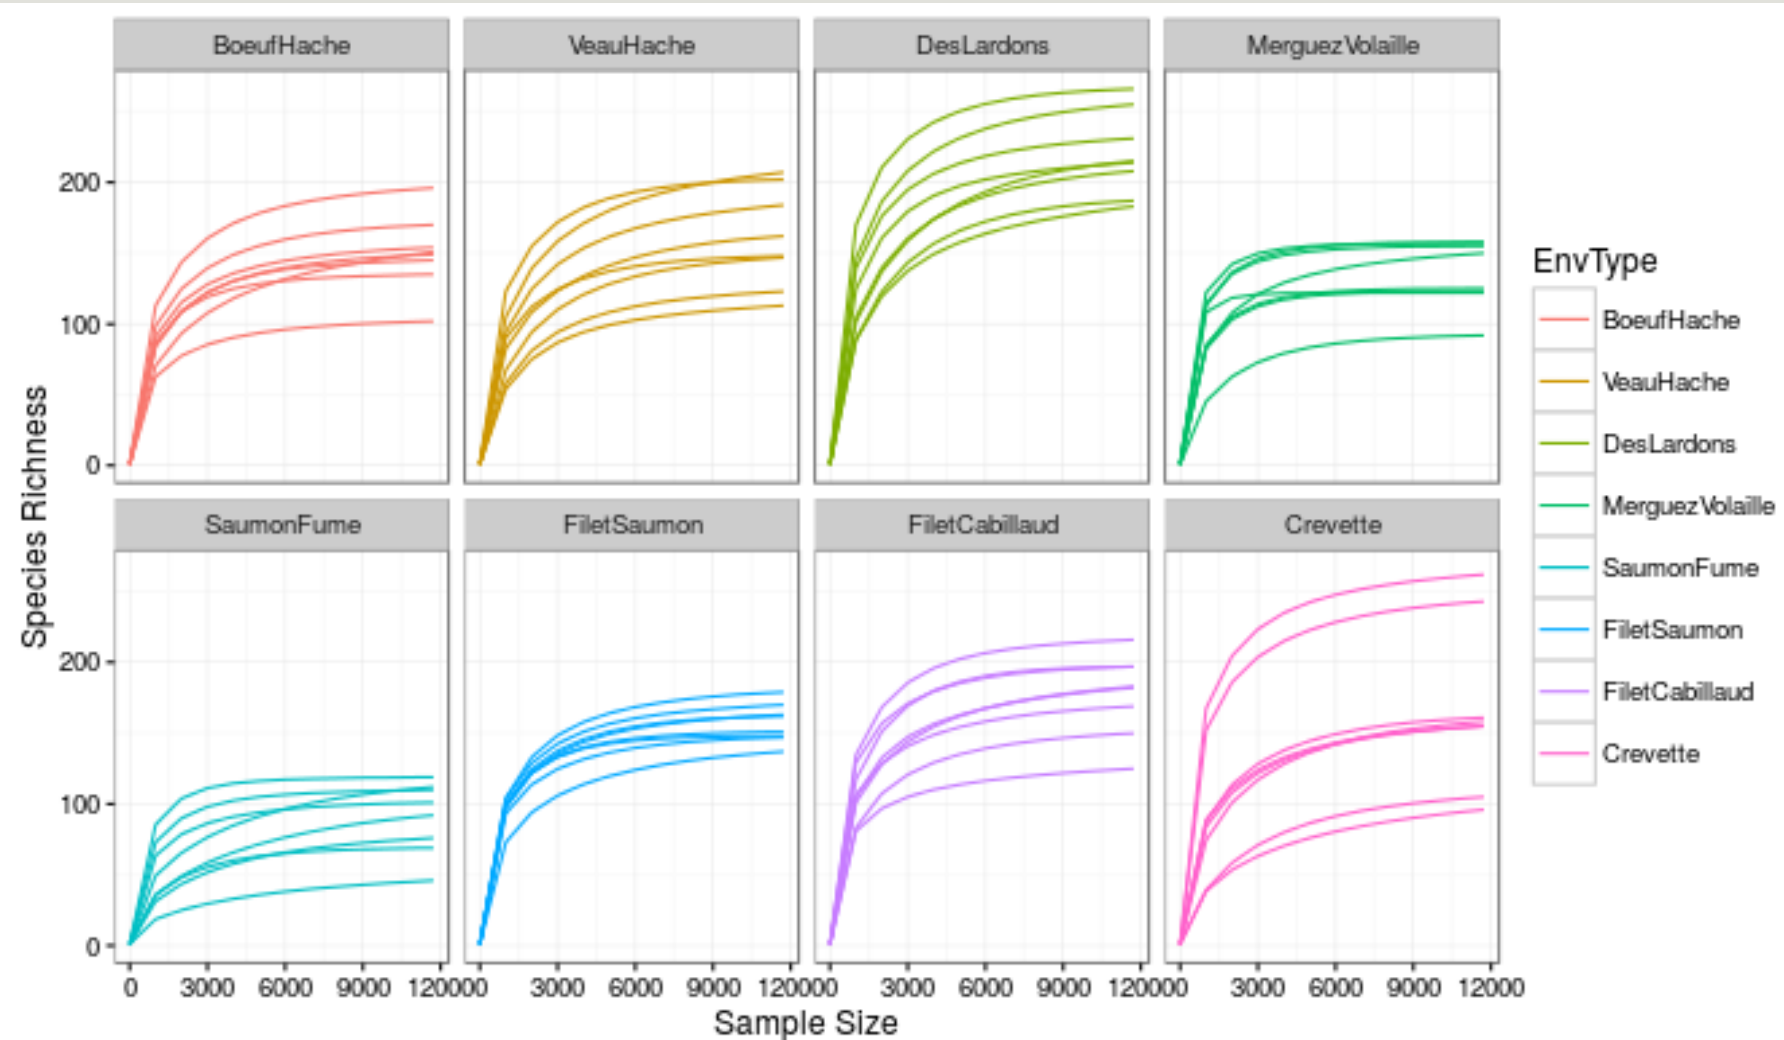 BoeufHache VeauHache DesLardons MerguezVolaille
200
100
0
EnvType
BoeufHache
VeauHache
DesLardons
MerguezVolaille
SaumonFume
FiletSaumon
FiletCabillaud
Crevette
Species Richness
SaumonFume FiletSaumon FiletCabillaud Crevette
200
100
0
0 3000 6000 9000 120000 3000 6000 9000 120000 3000 6000 9000 120000 3000 6000 9000 12000
Sample Size